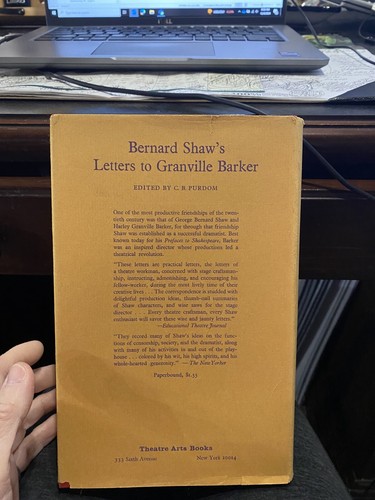 DELL
Bernard Shaw's
Letters to Granville Barker
EDITED BY C. B. PURDOM
One of the most productive friendships of the twen-
tieth century was that of George Bernard Shaw and
Harley Granville Barker, for through that friendship
Shaw was established as a successful dramatist. Best
known today for his Prefaces to Shakespeare, Barker
was an inspired director whose productions led a
theatrical revolution.
"These letters are practical letters, the letters of
a theatre workman, concerned with stage craftsman-
ship, instructing, admonishing, and encouraging his
fellow-worker, during the most lively time of their
creative lives . . . The correspondence is studded with
delightful production ideas, thumb-nail summaries
of Shaw characters, and wise saws for the stage
director . . . Every theatre craftsman, every Shaw
enthusiast will savor these wise and jaunty letters."
—Educational Theatre Journal
"They record many of Shaw's ideas on the func-
tions of citizenship, society, and the dramatist, along
with many of his activities in and out of the play-
house . . . colored by his wit, his high spirits, and his
whole-hearted generosity." —The New Yorker
Paperbound, $1.35
Theatre Arts Books
333 Sixth Avenue New York 10014